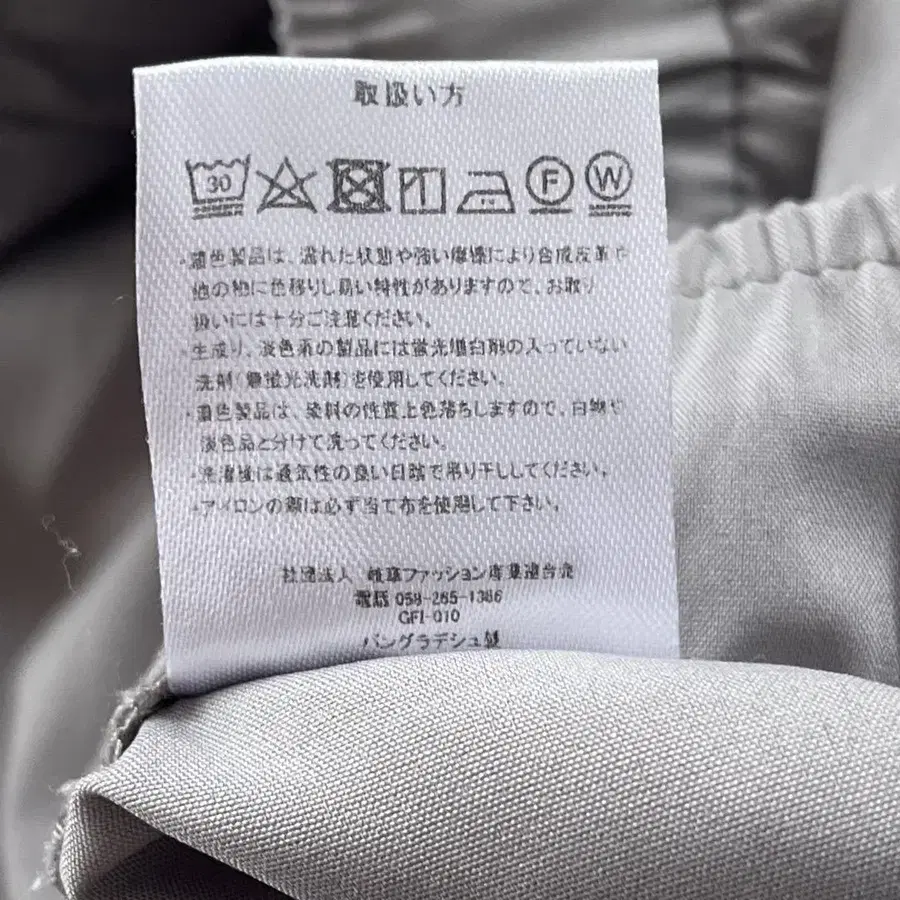 取扱い方
30
F W
・濃色製品は、濡れた状態や強い摩擦により合成皮革や
他の物に色移りし易い特性がありますので、お取り
扱いには十分ご注意ください。
・生成り、淡色系の製品には蛍光増白剤の入っていない
洗剤(無蛍光洗剤)を使用してください。
・濃色製品は、染料の性質上色落ちしますので、白物や
淡色品と分けて洗ってください。
・洗濯後は通気性の良い日陰で吊り干ししてください。
・アイロンの際は必ず当て布を使用して下さい。
社団法人 岐阜ファッション産業連合会
電話 058-265-1386
GFI-010
バングラデシュ製